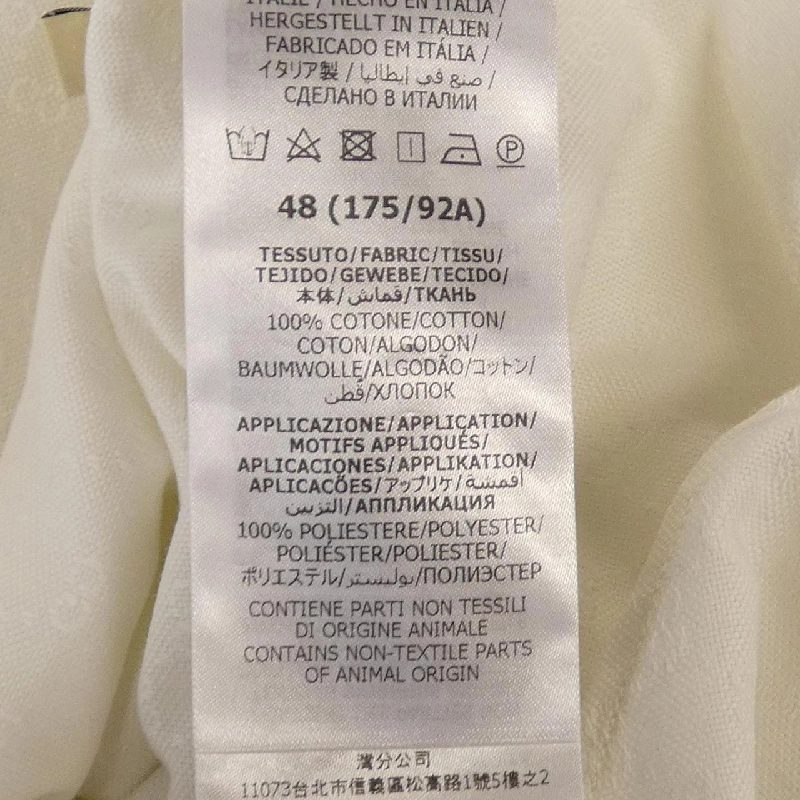 ITALIE / HECHO EN ITALIA /
HERGESTELLT IN ITALIEN /
FABRICADO EM ITÁLIA /
イタリア製 / صنع في إيطاليا /
СДЕЛАНО В ИТАЛИИ
P
48 (175/92A)
TESSUTO/FABRIC/TISSU/
TEJIDO/GEWEBE/TECIDO/
本体/قماش/ТКАНЬ
100% COTONE/COTTON/
COTON/ALGODON/
BAUMWOLLE/ALGODÃO/コットン/
قطن/ХЛОПОК
APPLICAZIONE/APPLICATION/
MOTIFS APPLIQUÉS/
APLICACIONES/APPLIKATION/
APLICACÕES/アップリケ/أقمشة
التزيين/АППЛИКАЦИЯ
100% POLIESTERE/POLYESTER/
POLIÉSTER/POLIESTER/
ポリエステル/بوليستر/ПОЛИЭСТЕР
CONTIENE PARTI NON TESSILI
DI ORIGINE ANIMALE
CONTAINS NON-TEXTILE PARTS
OF ANIMAL ORIGIN
灣分公司
11073台北市信義區松高路1號5樓之2